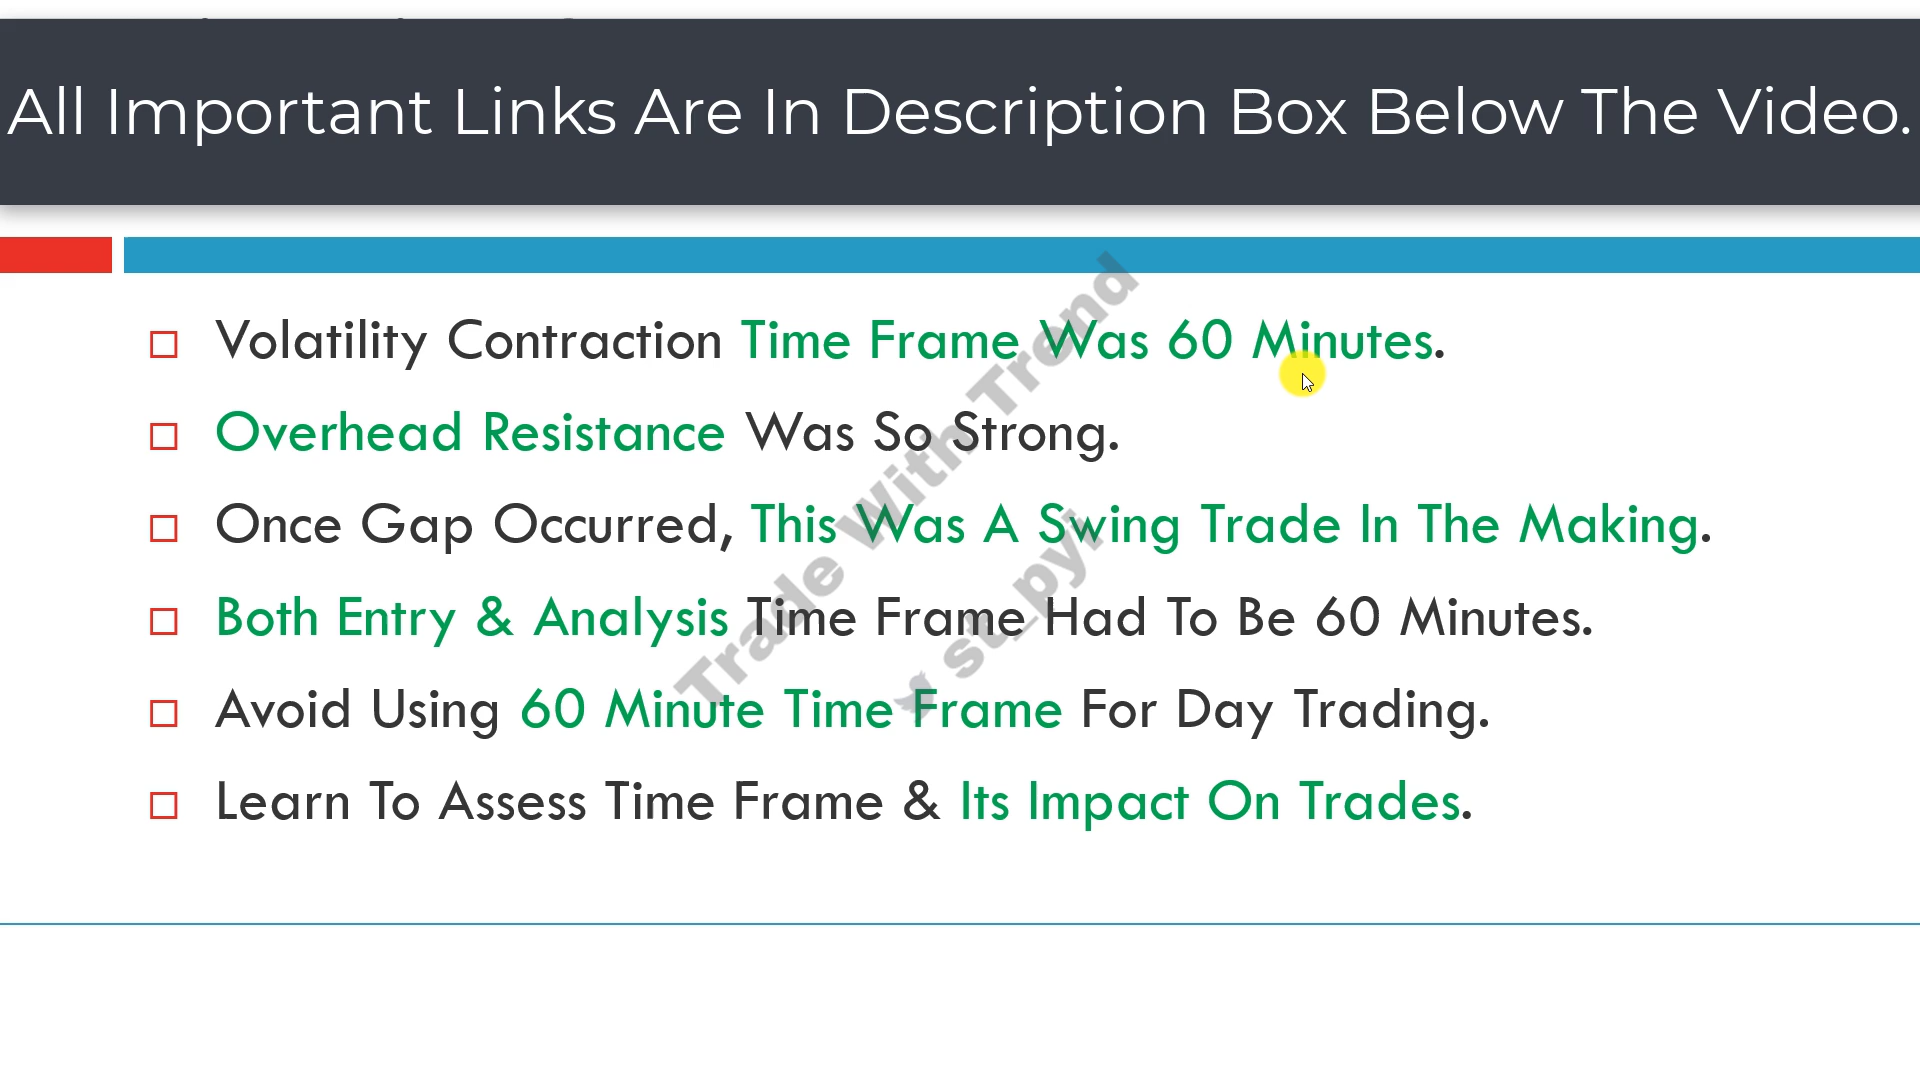 All Important Links Are In Description Box Below The Video.
Volatility Contraction Time Frame Was 60 Minutes.
Overhead Resistance Was So Strong.
Once Gap Occurred, This Was A Swing Trade In The Making.
Both Entry & Analysis Time Frame Had To Be 60 Minutes.
Avoid Using 60 Minute Time Frame For Day Trading.
Learn To Assess Time Frame & Its Impact On Trades.
Trade With Trend
st_pyi